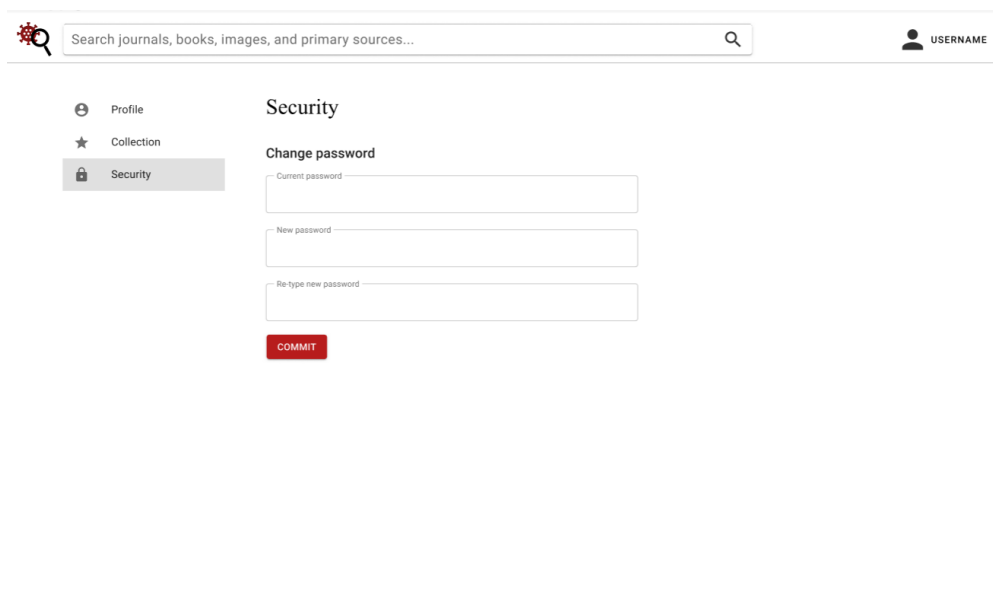 Search journals, books, images, and primary sources...
USERNAME
Profile
Collection
Security
Security
Change password
Current password
New password
Re-type new password
COMMIT